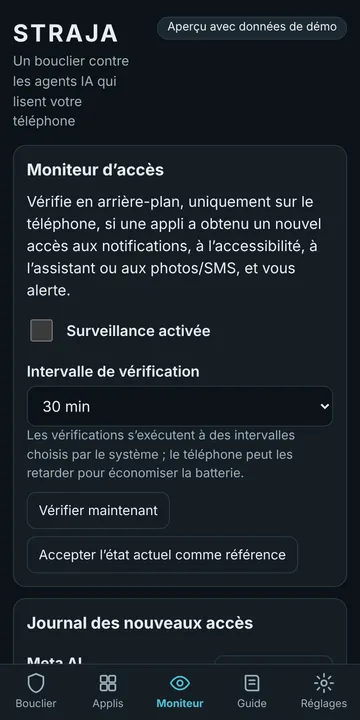 STRAJA
Aperçu avec données de démo
Un bouclier contre
les agents IA qui
lisent votre
téléphone
Moniteur d’accès
Vérifie en arrière-plan, uniquement sur le
téléphone, si une appli a obtenu un nouvel
accès aux notifications, à l’accessibilité, à
l’assistant ou aux photos/SMS, et vous
alerte.
Surveillance activée
Intervalle de vérification
30 min
Les vérifications s’exécutent à des intervalles
choisis par le système ; le téléphone peut les
retarder pour économiser la batterie.
Vérifier maintenant
Accepter l’état actuel comme référence
Journal des nouveaux accès
Meta AI
Bouclier
Applis
Moniteur
Guide
Réglages